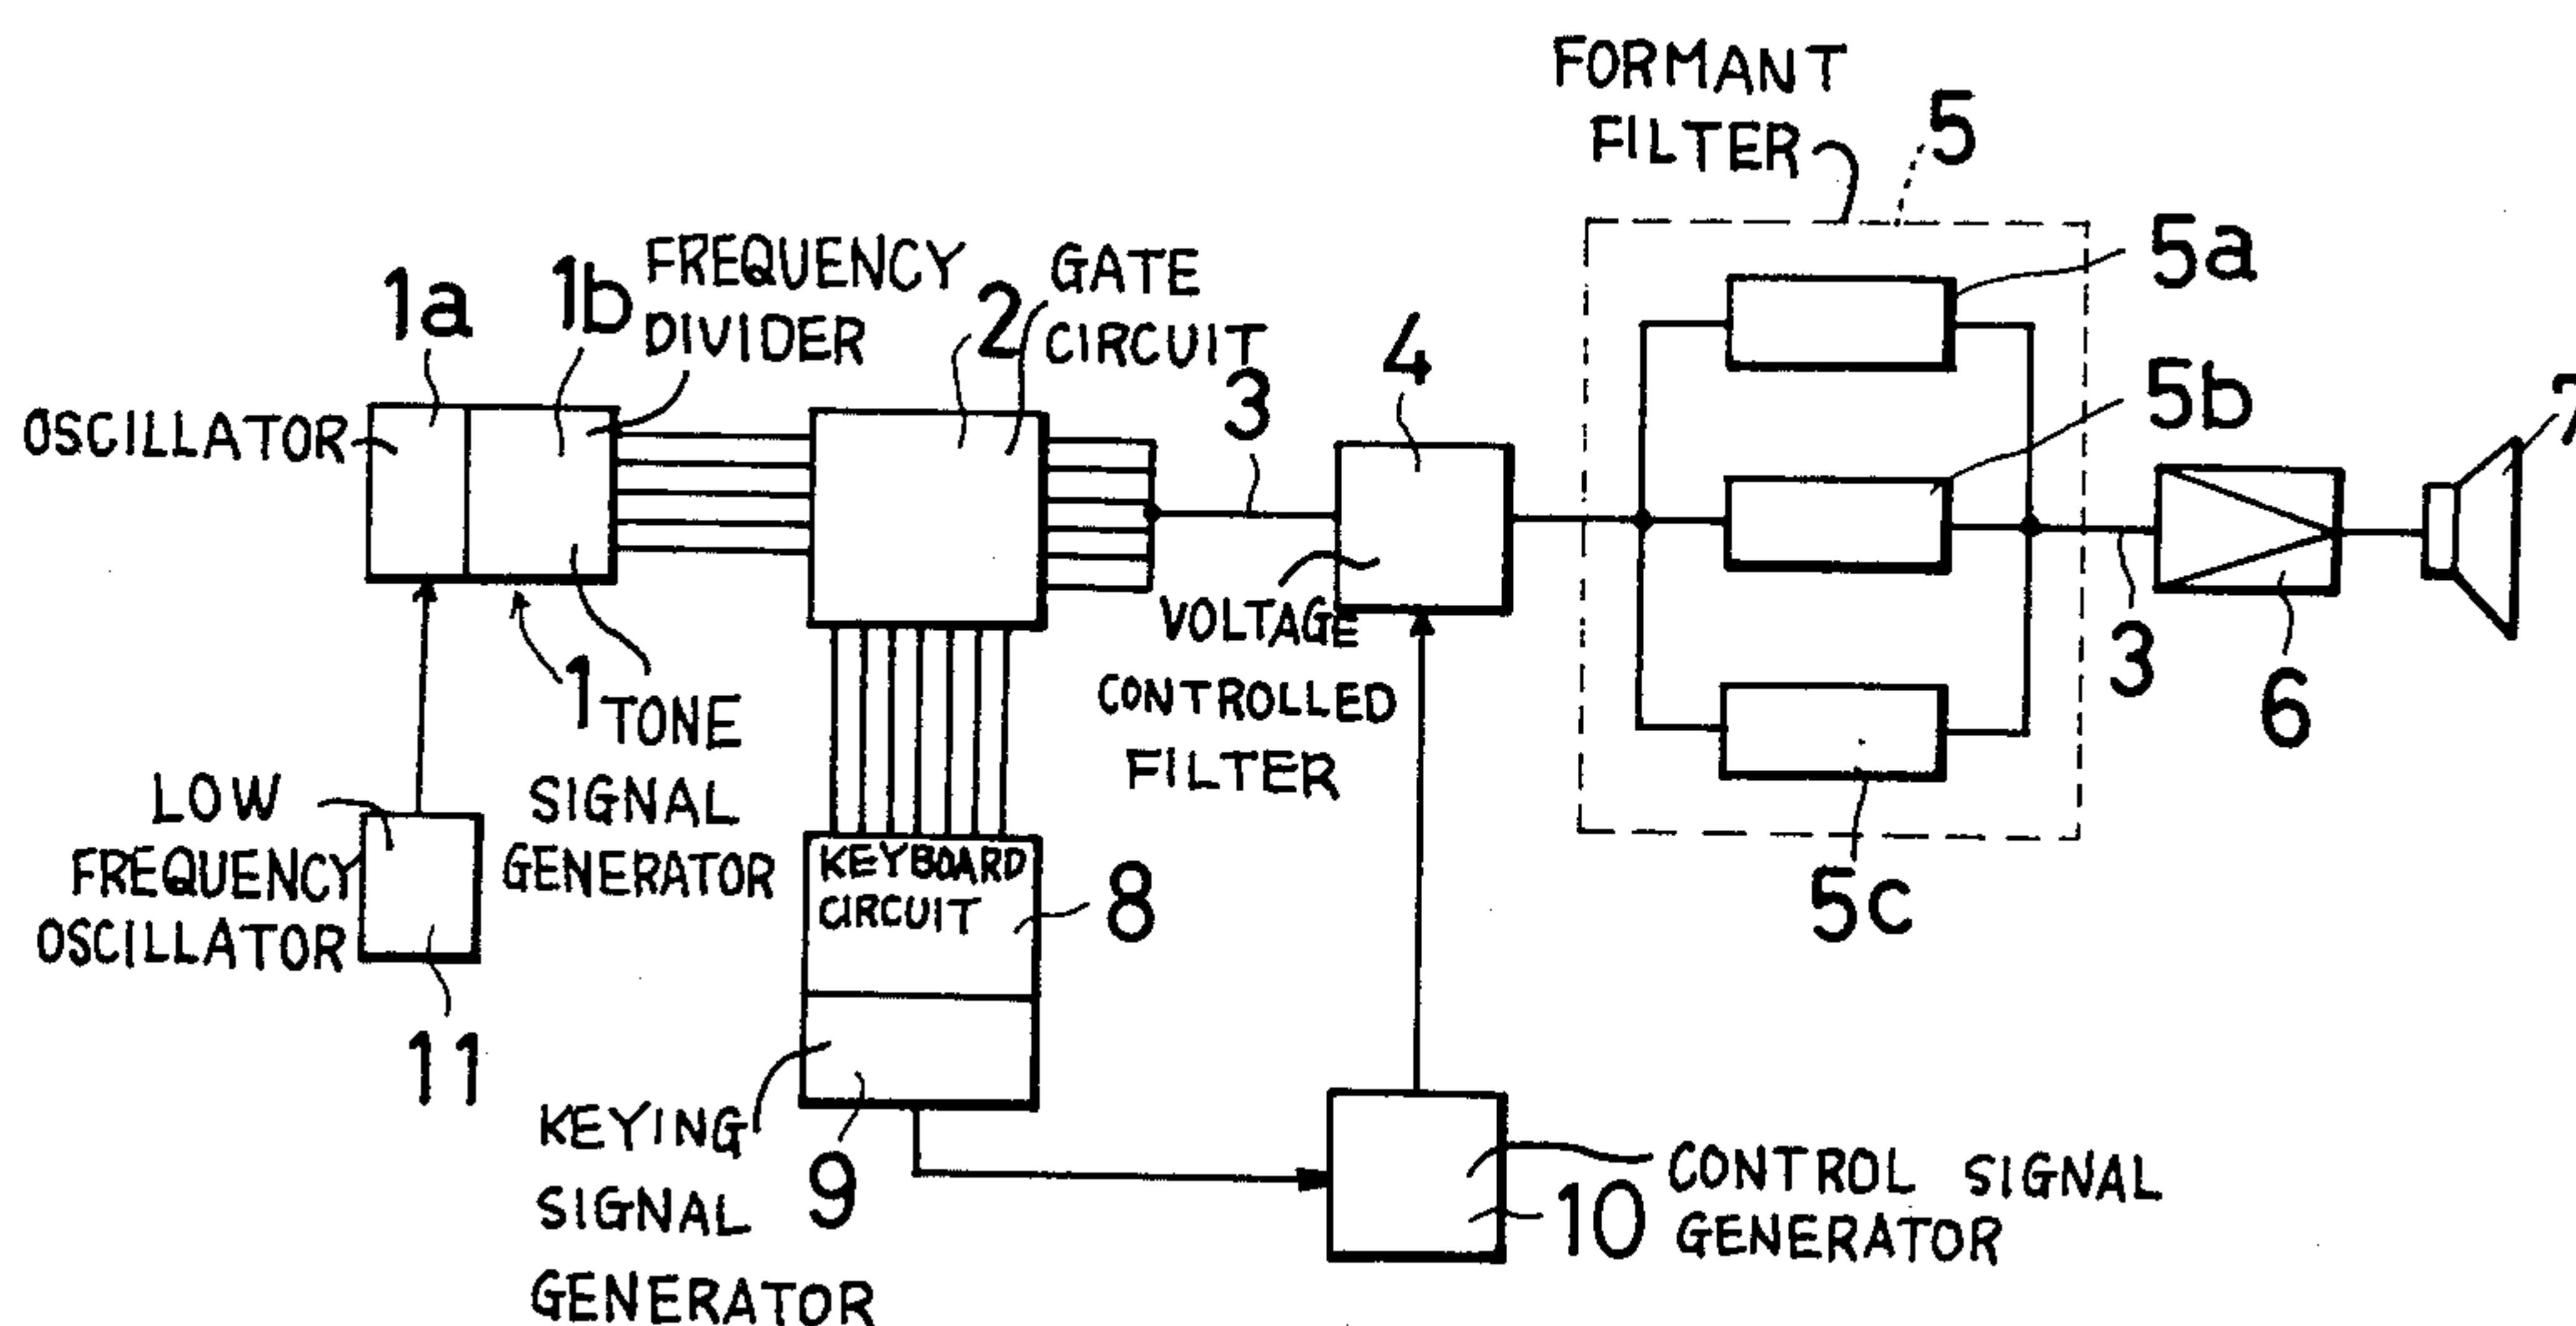 FORMANT
FILTER
5
5a
1a
1b
FREQUENCY
DIVIDER
2
GATE
CIRCUIT
3
4
5b
7
OSCILLATOR
VOLTAGE
CONTROLLED
FILTER
3
6
1
TONE
SIGNAL
GENERATOR
LOW
FREQUENCY
OSCILLATOR
11
KEYBOARD
CIRCUIT
8
5c
KEYING
SIGNAL
GENERATOR
9
10
CONTROL SIGNAL
GENERATOR